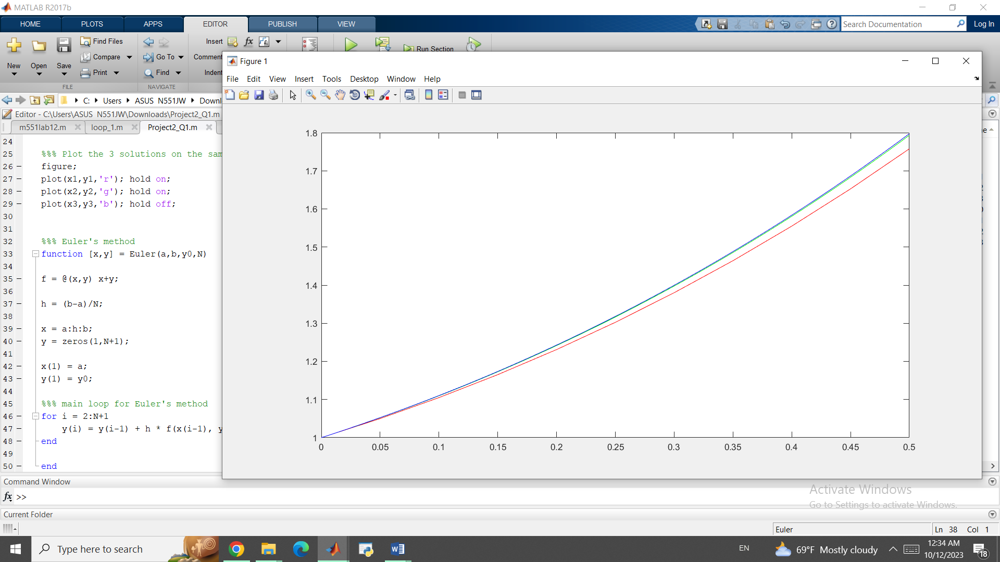 MATLAB R2017b
HOME PLOTS APPS EDITOR PUBLISH VIEW
Search Documentation
Log In
New Open Save
Find Files
Compare
Print
FILE
Go To
Find
NAVIGATE
Insert
fx
Comment
Indent
Run Section
C: Users ASUS N551JW Downl
Editor - C:\Users\ASUS N551JW\Downloads\Project2_Q1.m
m551lab12.m loop_1.m Project2_Q1.m
24
25 %%% Plot the 3 solutions on the sam
26 – figure;
27 – plot(x1,y1,'r'); hold on;
28 – plot(x2,y2,'g'); hold on;
29 – plot(x3,y3,'b'); hold off;
30
31
32 %%% Euler's method
33 function [x,y] = Euler(a,b,y0,N)
34
35 – f = @(x,y) x+y;
36
37 – h = (b-a)/N;
38
39 – x = a:h:b;
40 – y = zeros(1,N+1);
41
42 – x(1) = a;
43 – y(1) = y0;
44
45 %%% main loop for Euler's method
46 – for i = 2:N+1
47 – y(i) = y(i-1) + h * f(x(i-1), y
48 – end
49
50 – end
Figure 1
File Edit View Insert Tools Desktop Window Help
1.8
1.7
1.6
1.5
1.4
1.3
1.2
1.1
1
0 0.05 0.1 0.15 0.2 0.25 0.3 0.35 0.4 0.45 0.5
Command Window
fx >>
Activate Windows
Go to Settings to activate Windows.
Current Folder
Euler
Ln 38 Col 1
Type here to search
EN
69°F Mostly cloudy
12:34 AM
10/12/2023
18